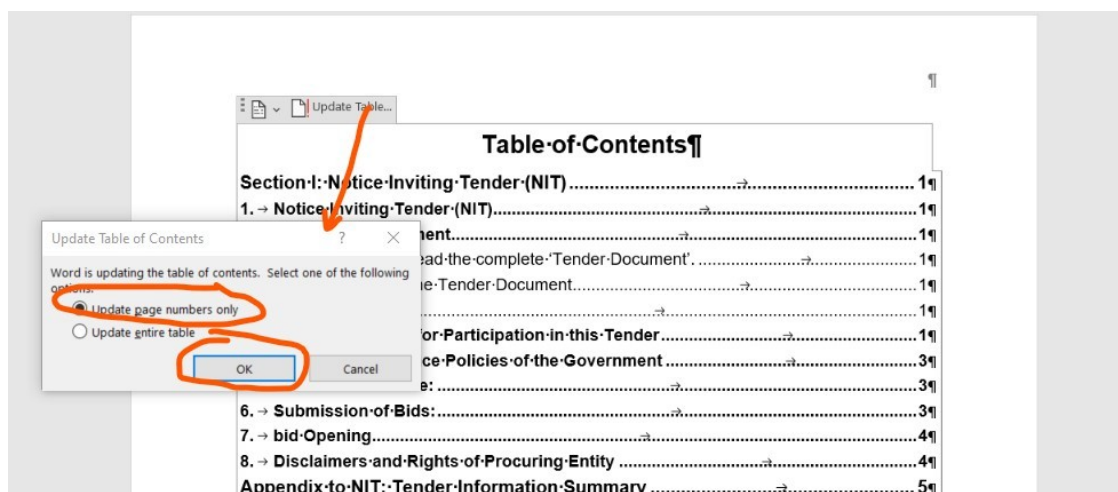 ¶
Update Table...
Table·of·Contents¶
Section·I:·Notice·Inviting·Tender·(NIT)................................→................................1¶
1.→Notice·Inviting·Tender·(NIT)................................→................................1¶
Update Table of Contents ? ×
ent................................→................................1¶
Word is updating the table of contents. Select one of the following
options:
ead·the·complete·‘Tender·Document’.................→................1¶
e·Tender·Document................................→................................1¶
Update page numbers only
................................→................................1¶
Update entire table
or·Participation·in·this·Tender................→................1¶
OK Cancel
ce·Policies·of·the·Government................→................3¶
e:................................→................................3¶
6.→Submission·of·Bids:................................→................................3¶
7.→bid·Opening................................→................................4¶
8.→Disclaimers·and·Rights·of·Procuring·Entity................→................4¶
Appendix·to·NIT:·Tender·Information·Summary................→................5¶